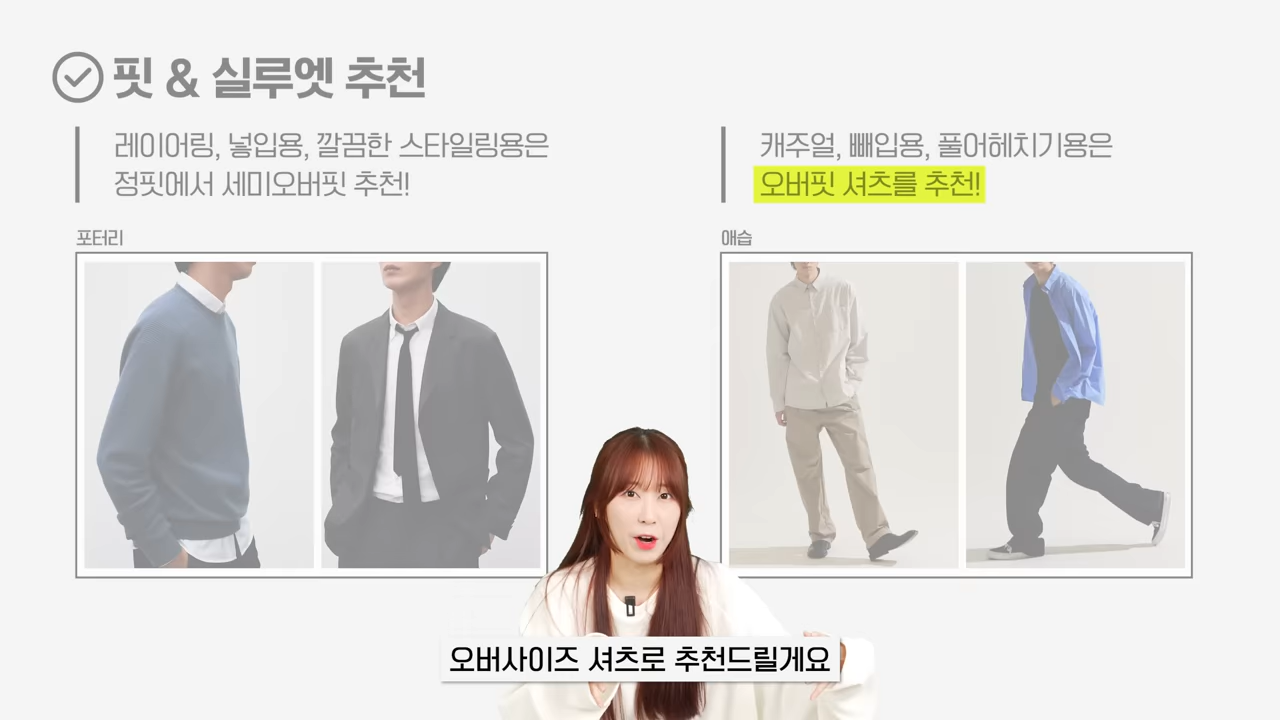 핏 & 실루엣 추천
레이어링, 넣입용, 깔끔한 스타일링용은
정핏에서 세미오버핏 추천!
포터리
캐주얼, 빼입용, 풀어헤치기용은
오버핏 셔츠를 추천!
애습
오버사이즈 셔츠로 추천드릴게요